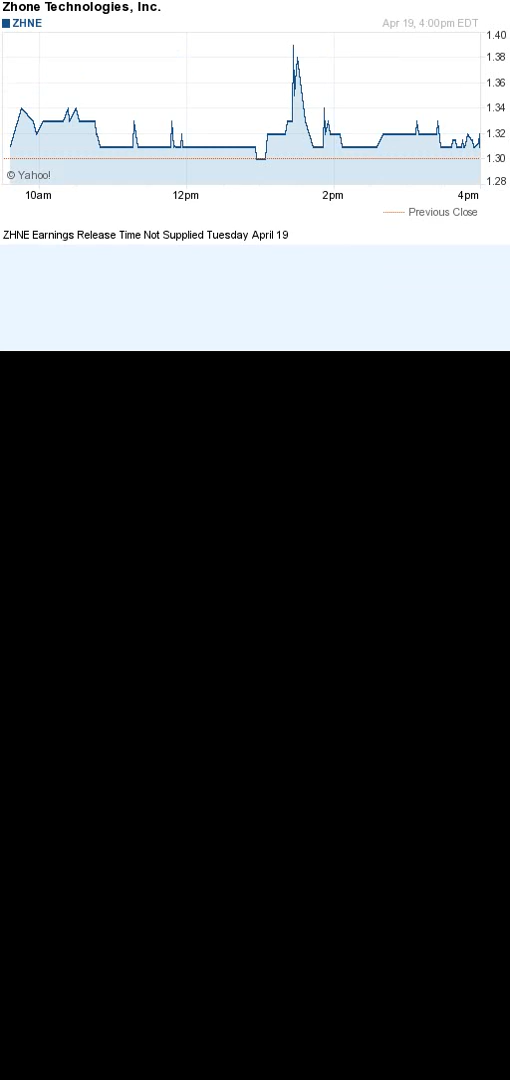 Zhone Technologies, Inc.
ZHNE Apr 19, 4:00pm EDT
1.40
1.38
1.36
1.34
1.32
1.30
1.28
© Yahoo!
10am 12pm 2pm 4pm
Previous Close
ZHNE Earnings Release Time Not Supplied Tuesday April 19